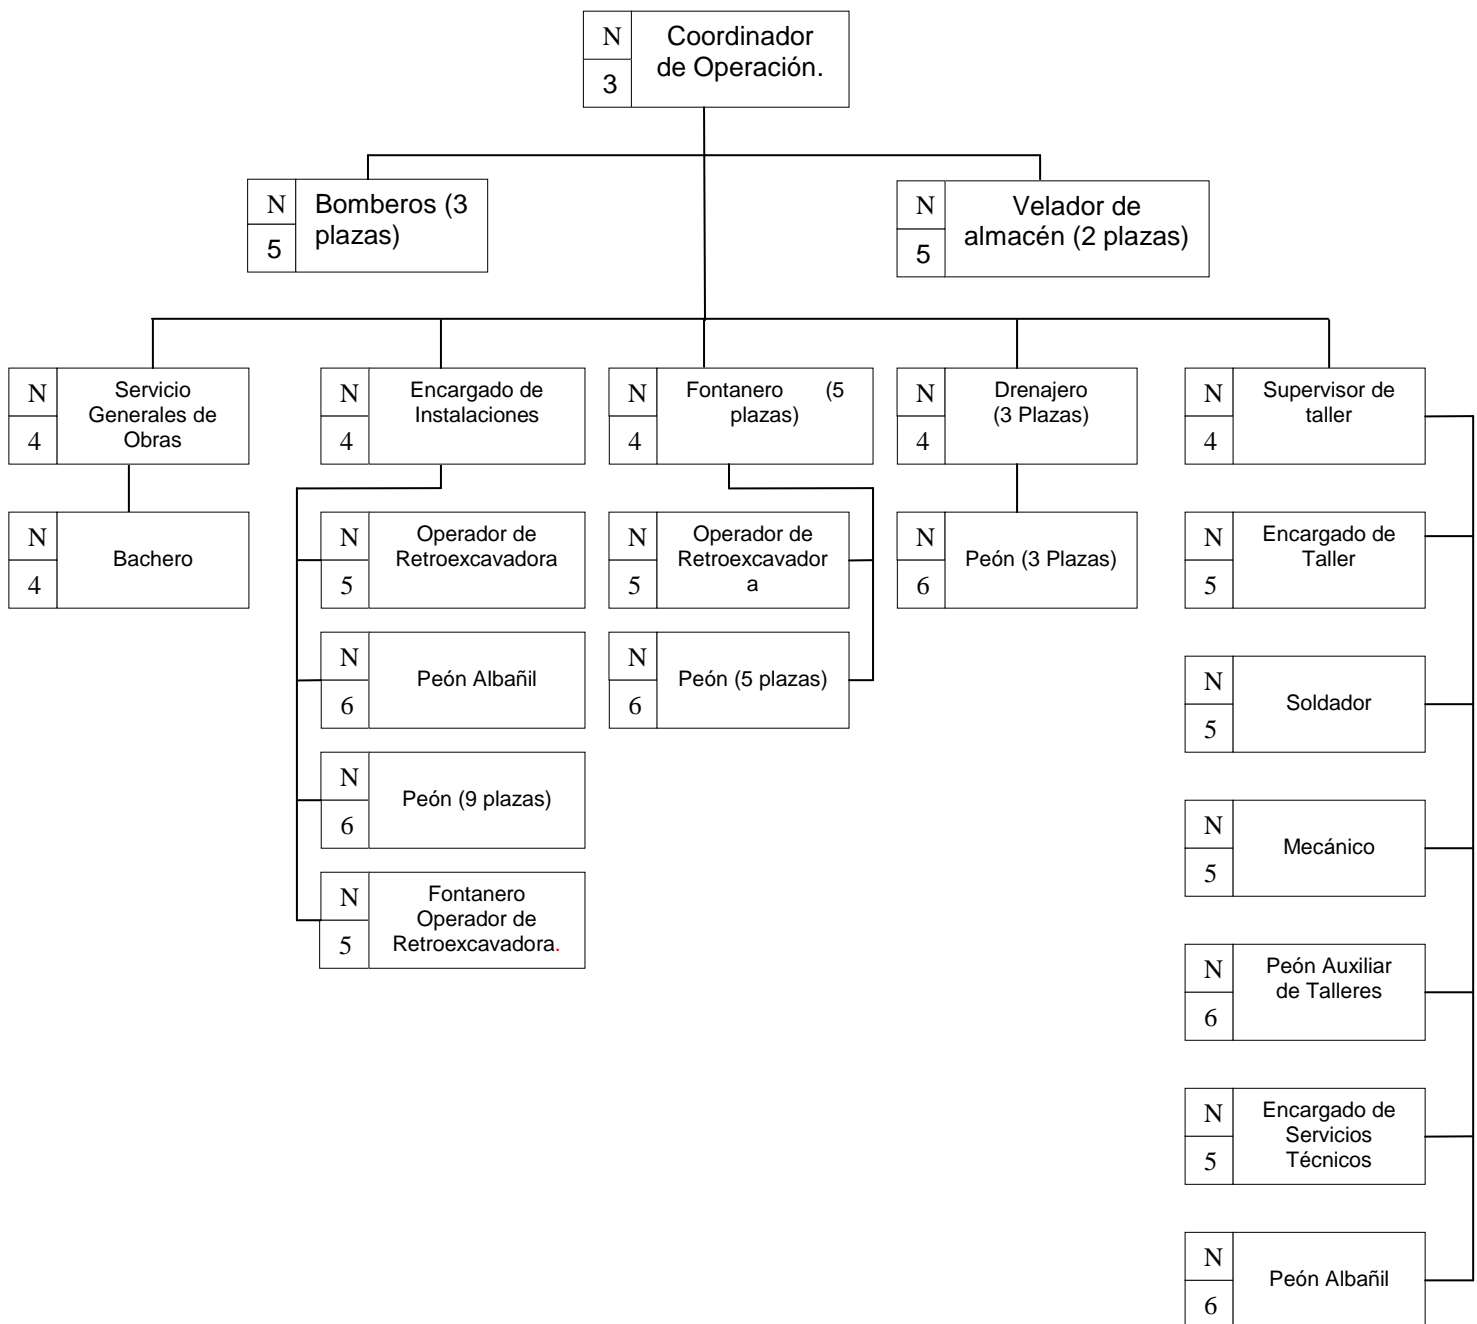 N
3
Coordinador
de Operación.
N
5
Bomberos (3
plazas)
N
5
Velador de
almacén (2 plazas)
N
4
Servicio
Generales de
Obras
N
4
Encargado de
Instalaciones
N
4
Fontanero (5
plazas)
N
4
Drenajero
(3 Plazas)
N
4
Supervisor de
taller
N
4
Bachero
N
5
Operador de
Retroexcavadora
N
5
Operador de
Retroexcavador
a
N
6
Peón (3 Plazas)
N
5
Encargado de
Taller
N
6
Peón Albañil
N
6
Peón (5 plazas)
N
5
Soldador
N
6
Peón (9 plazas)
N
5
Mecánico
N
5
Fontanero
Operador de
Retroexcavadora.
N
6
Peón Auxiliar
de Talleres
N
5
Encargado de
Servicios
Técnicos
N
6
Peón Albañil